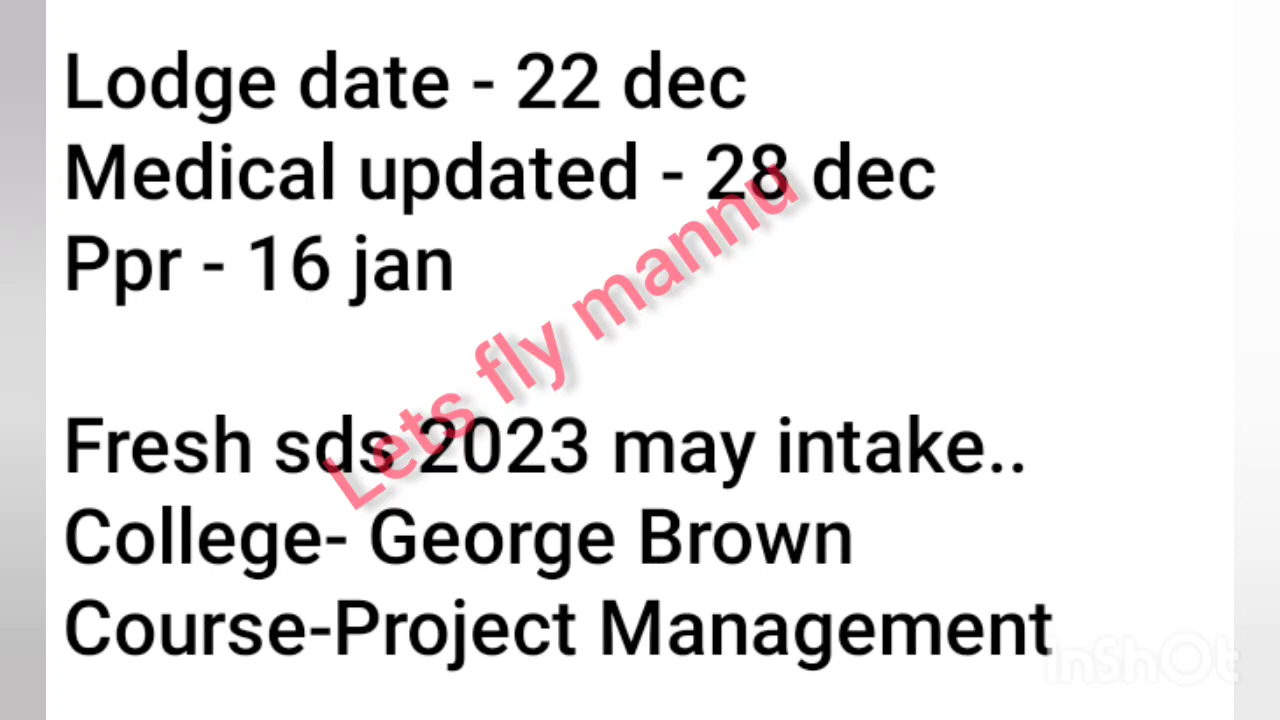 Lodge date - 22 dec
Medical updated - 28 dec
Ppr - 16 jan
Lets fly mannu
Fresh sds 2023 may intake..
College- George Brown
Course-Project Management
InShOt